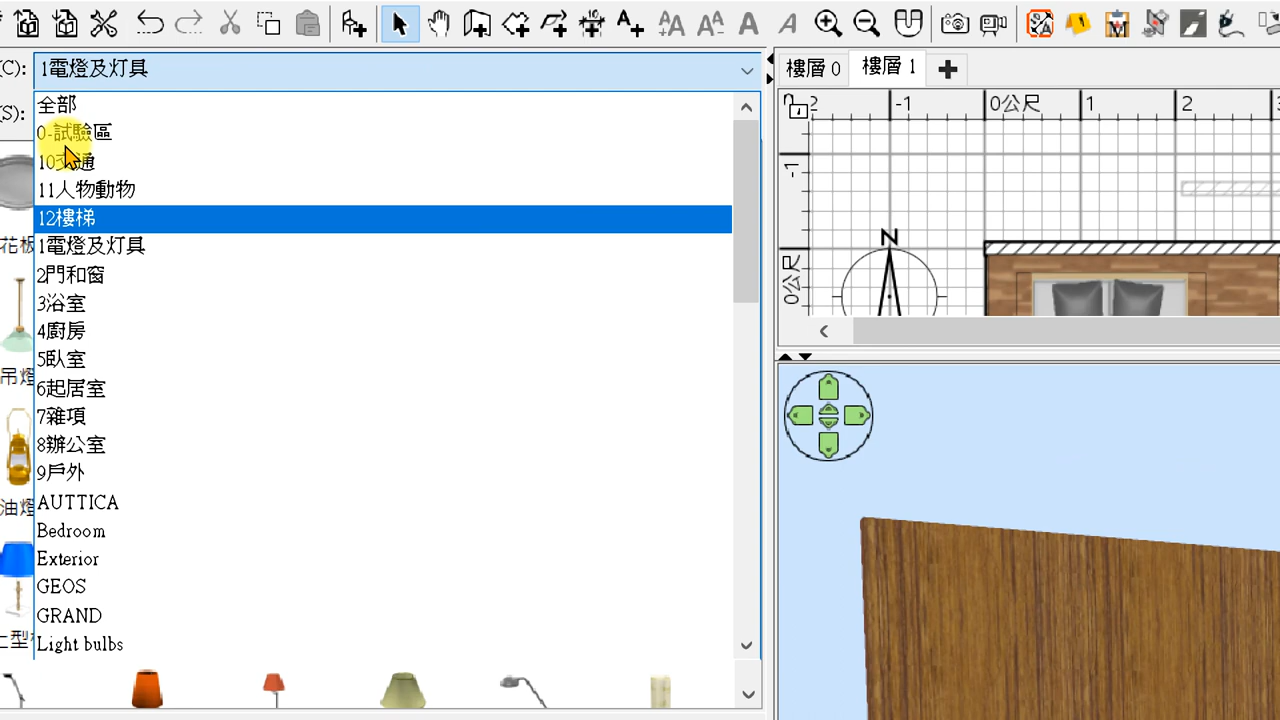 (C):
1電燈及灯具
(S):
全部
0-試驗區
10交通
11人物動物
12樓梯
1電燈及灯具
2門和窗
3浴室
4廚房
5臥室
6起居室
7雜項
8辦公室
9戶外
AUTTICA
Bedroom
Exterior
GEOS
GRAND
Light bulbs
花板
吊燈
油燈
樓層 0
樓層 1
2
-1
0公尺
1
2
-1
0公尺
N